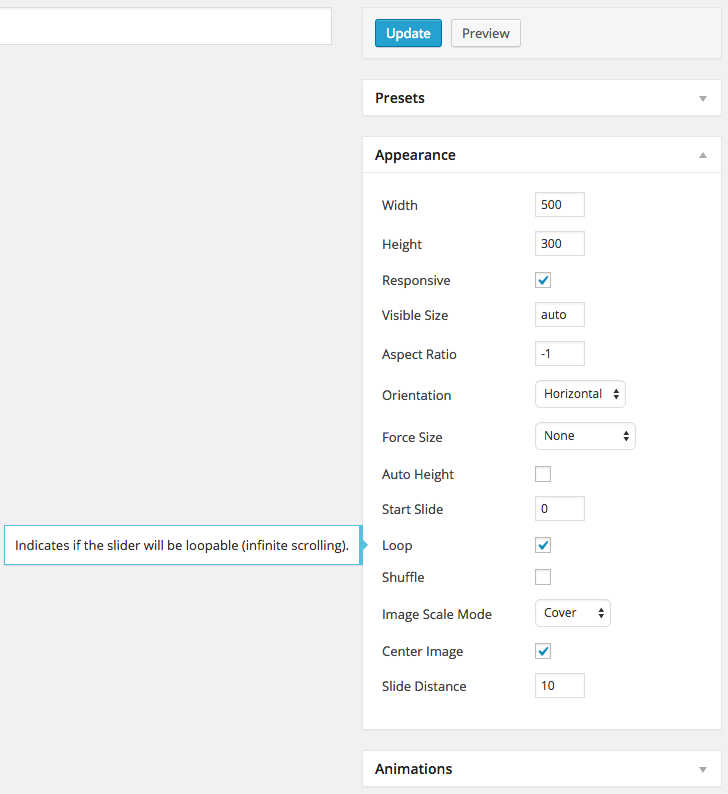 Update Preview
Presets
Appearance
Width 500
Height 300
Responsive
Visible Size auto
Aspect Ratio -1
Orientation Horizontal
Force Size None
Auto Height
Start Slide 0
Indicates if the slider will be loopable (infinite scrolling). Loop
Shuffle
Image Scale Mode Cover
Center Image
Slide Distance 10
Animations